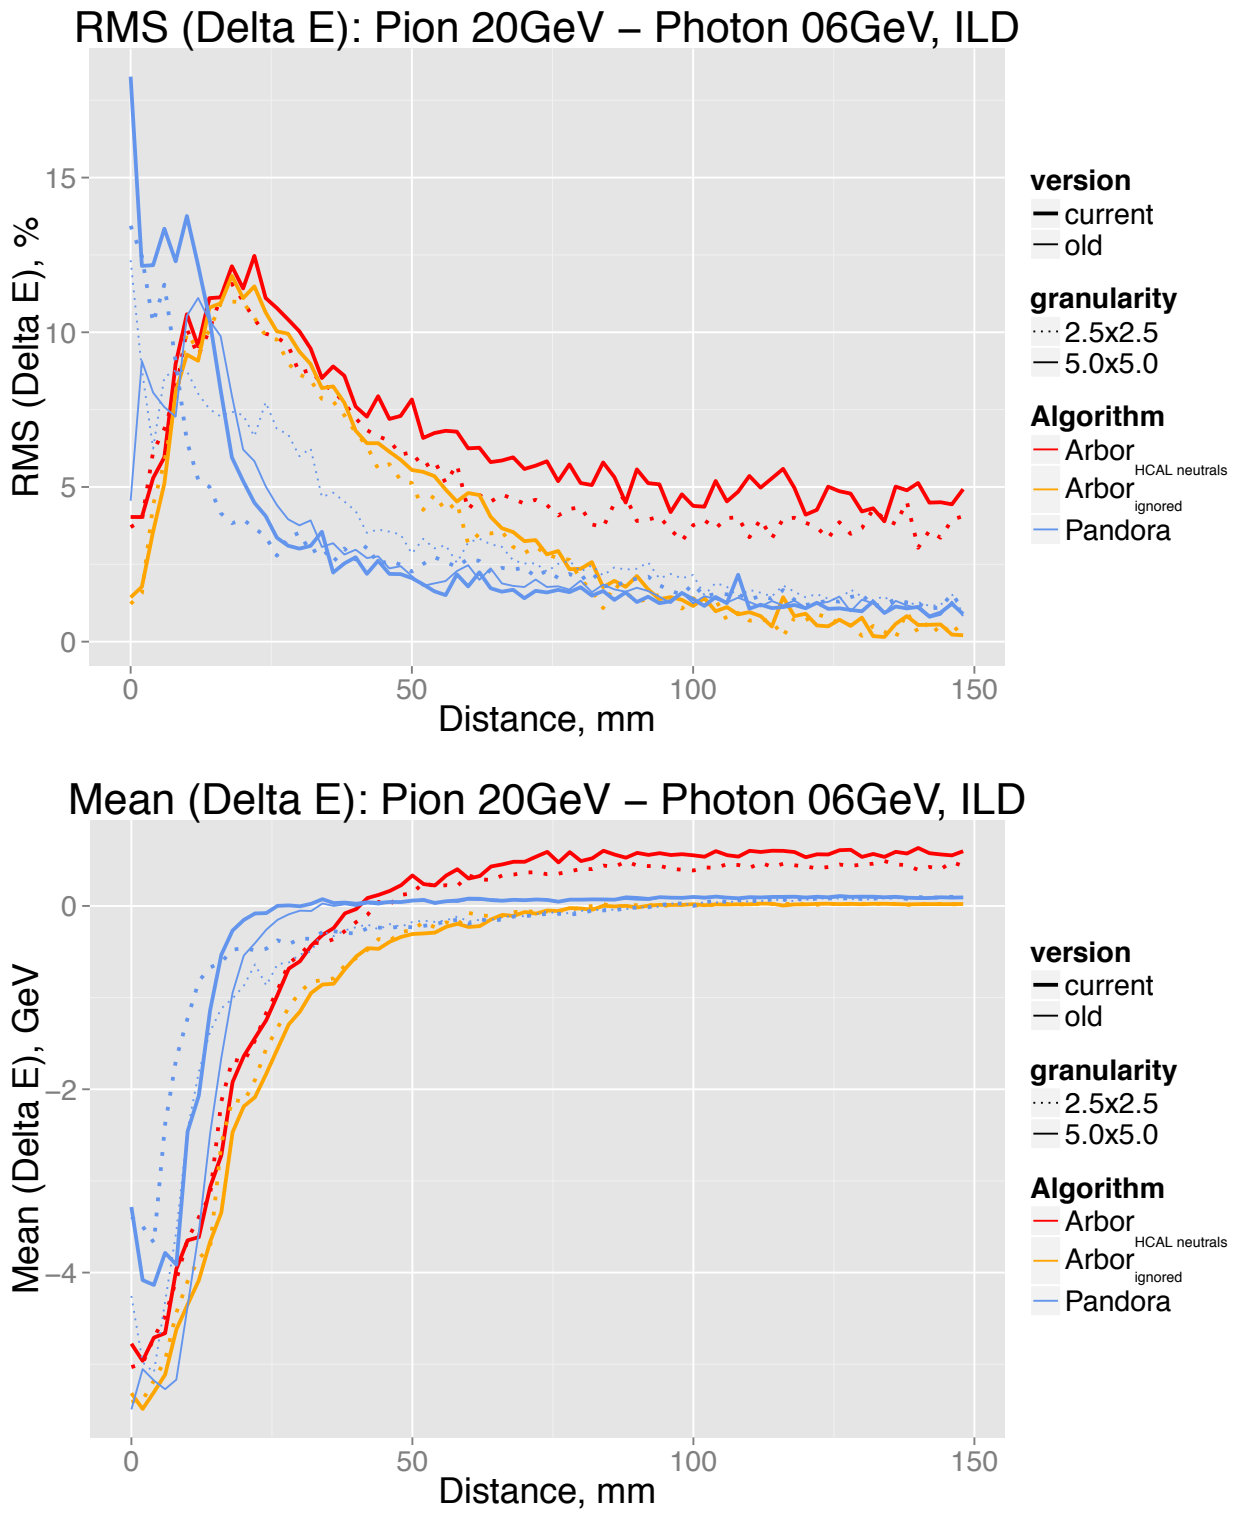 RMS (Delta E): Pion 20GeV − Photon 06GeV, ILD
RMS (Delta E), %
15
10
5
0
0
50
100
150
Distance, mm
version
current
old
granularity
2.5x2.5
5.0x5.0
Algorithm
Arbor
Arbor HCAL neutrals ignored
Pandora
Mean (Delta E): Pion 20GeV − Photon 06GeV, ILD
Mean (Delta E), GeV
0
−2
−4
0
50
100
150
Distance, mm
version
current
old
granularity
2.5x2.5
5.0x5.0
Algorithm
Arbor
Arbor HCAL neutrals ignored
Pandora